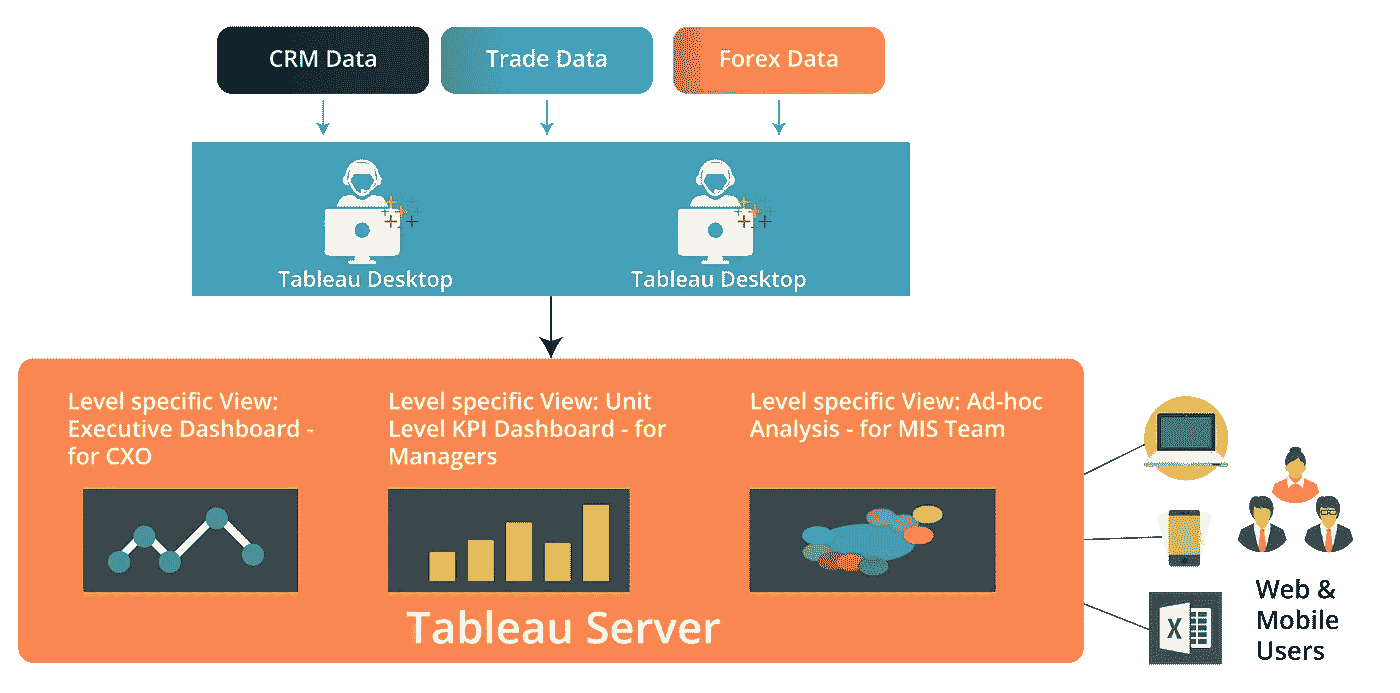 CRM Data
Trade Data
Forex Data
Tableau Desktop
Tableau Desktop
Level specific View:
Executive Dashboard -
for CXO
Level specific View: Unit
Level KPI Dashboard - for
Managers
Level specific View: Ad-hoc
Analysis - for MIS Team
Tableau Server
X
Web &
Mobile
Users